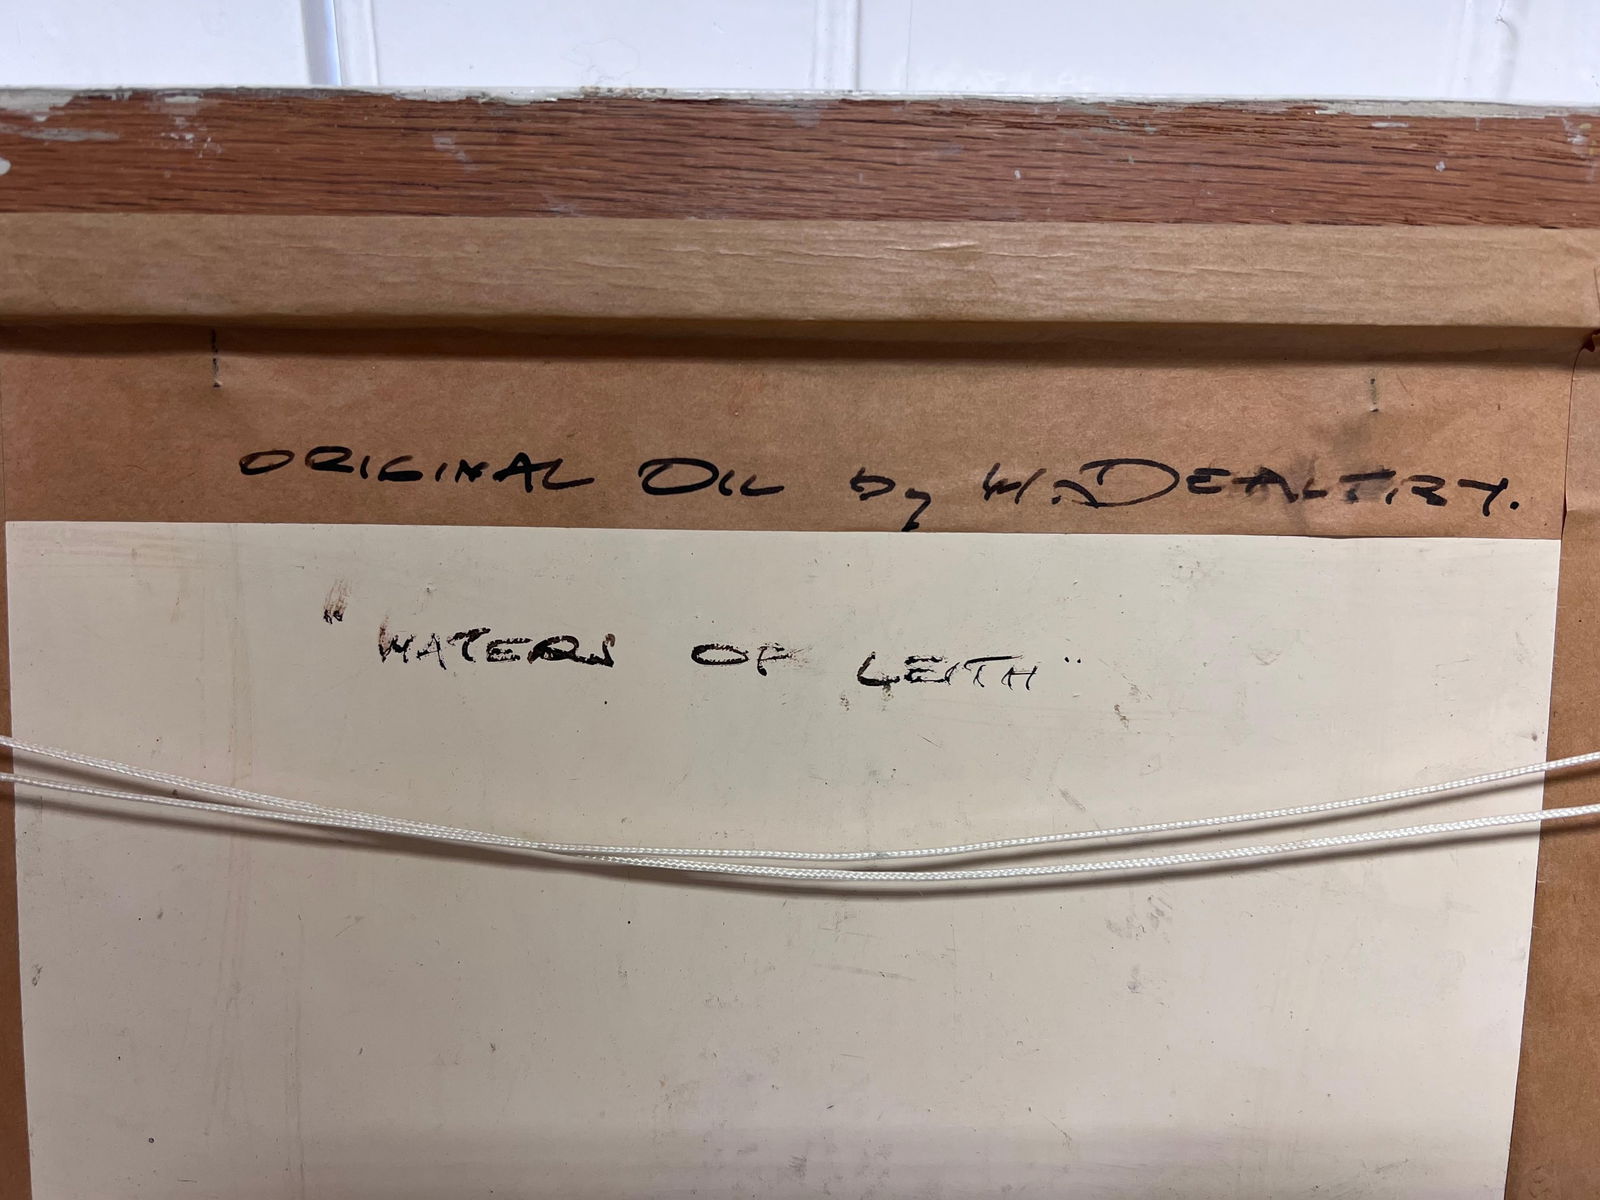 ORIGINAL OIL by W. DEALTRY.
"WATERS OF LEITH"